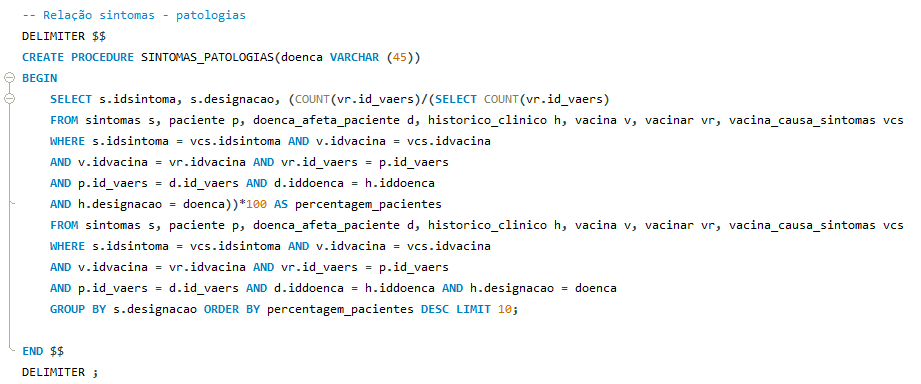 -- Relação sintomas - patologias
DELIMITER $$
CREATE PROCEDURE SINTOMAS_PATOLOGIAS(doenca VARCHAR (45))
BEGIN
SELECT s.idsintoma, s.designacao, (COUNT(vr.id_vaers)/(SELECT COUNT(vr.id_vaers)
FROM sintomas s, paciente p, doenca_afeta_paciente d, historico_clinico h, vacina v, vacinar vr, vacina_causa_sintomas vcs
WHERE s.idsintoma = vcs.idsintoma AND v.idvacina = vcs.idvacina
AND v.idvacina = vr.idvacina AND vr.id_vaers = p.id_vaers
AND p.id_vaers = d.id_vaers AND d.iddoenca = h.iddoenca
AND h.designacao = doenca))*100 AS percentagem_pacientes
FROM sintomas s, paciente p, doenca_afeta_paciente d, historico_clinico h, vacina v, vacinar vr, vacina_causa_sintomas vcs
WHERE s.idsintoma = vcs.idsintoma AND v.idvacina = vcs.idvacina
AND v.idvacina = vr.idvacina AND vr.id_vaers = p.id_vaers
AND p.id_vaers = d.id_vaers AND d.iddoenca = h.iddoenca AND h.designacao = doenca
GROUP BY s.designacao ORDER BY percentagem_pacientes DESC LIMIT 10;
END $$
DELIMITER ;